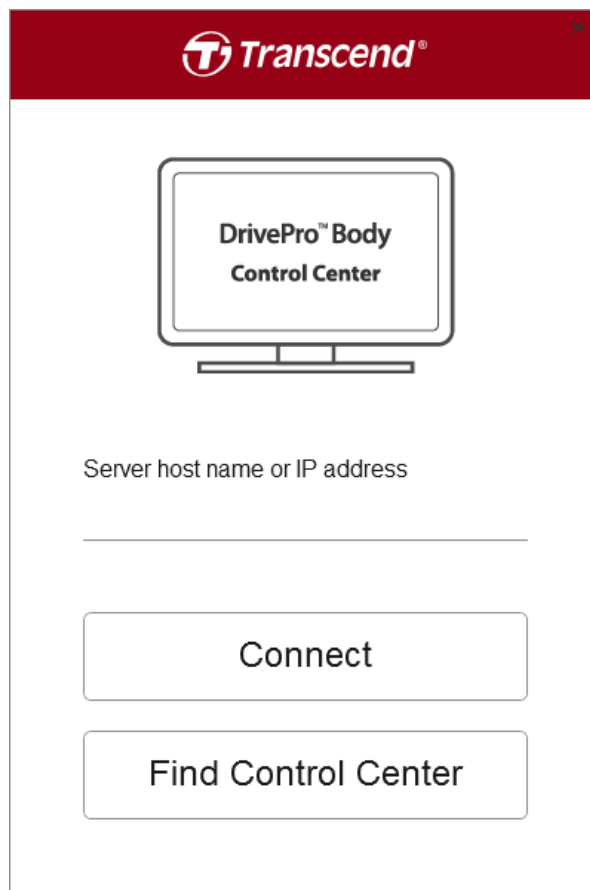 Transcend®
DrivePro™ Body
Control Center
Server host name or IP address
Connect
Find Control Center